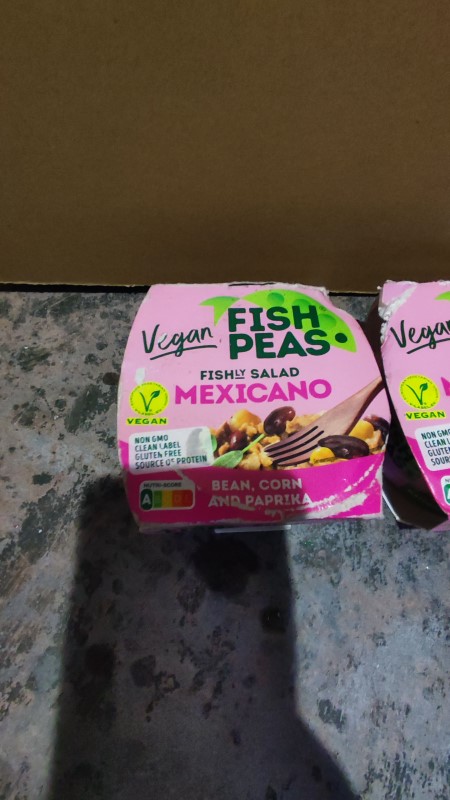 Vegan FISH
PEAS
FISHLY SALAD
MEXICANO
VEGAN
NON GMO
CLEAN LABEL
GLUTEN FREE
SOURCE OF PROTEIN
NUTRI-SCORE
A
BEAN, CORN
AND PAPRIKA
Vegan
M
VEGAN
NON GMO
CLEAN L
GLUTEN
SOURC